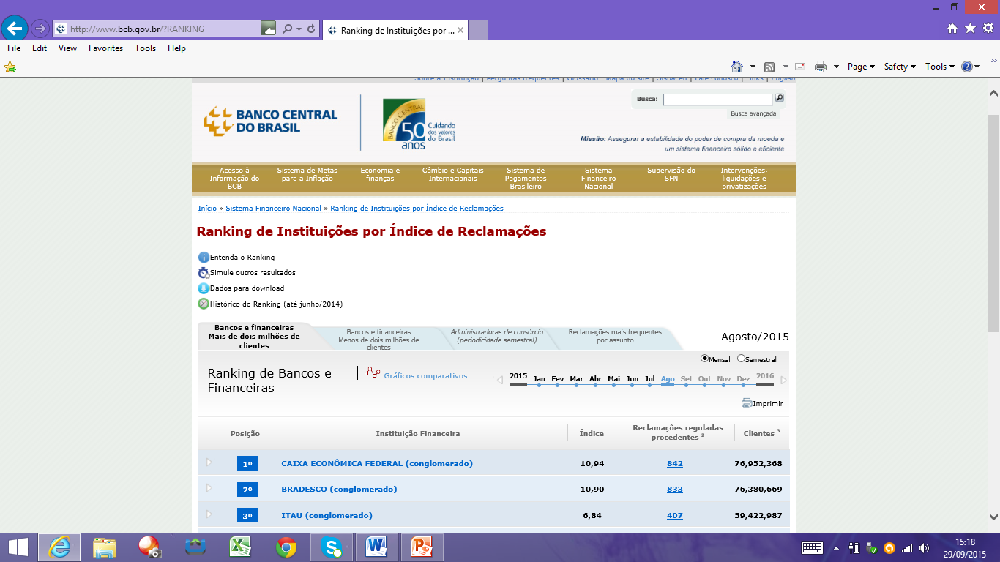 http://www.bcb.gov.br/?RANKING
Ranking de Instituições por ...
File Edit View Favorites Tools Help
Page Safety Tools
Sobre a Instituição | Perguntas frequentes | Glossário | Mapa do site | Sisbacen | Fale conosco | Links | English
BANCO CENTRAL
DO BRASIL
BANCO CENTRAL
50
anos
Cuidando
dos valores
do Brasil
Busca:
Busca avançada
Missão: Assegurar a estabilidade do poder de compra da moeda e
um sistema financeiro sólido e eficiente
Acesso à
Informação do
BCB
Sistema de Metas
para a Inflação
Economia e
finanças
Câmbio e Capitais
Internacionais
Sistema de
Pagamentos
Brasileiro
Sistema
Financeiro
Nacional
Supervisão do
SFN
Intervenções,
liquidações e
privatizações
Início » Sistema Financeiro Nacional » Ranking de Instituições por Índice de Reclamações
Ranking de Instituições por Índice de Reclamações
Entenda o Ranking
Simule outros resultados
Dados para download
Histórico do Ranking (até junho/2014)
Bancos e financeiras
Mais de dois milhões de
clientes
Bancos e financeiras
Menos de dois milhões de
clientes
Administradoras de consórcio
(periodicidade semestral)
Reclamações mais frequentes
por assunto
Agosto/2015
Mensal Semestral
Ranking de Bancos e
Financeiras
Gráficos comparativos
2015 Jan Fev Mar Abr Mai Jun Jul Ago Set Out Nov Dez 2016
Imprimir
Posição Instituição Financeira Índice 1 Reclamações reguladas
procedentes 2 Clientes 3
1º CAIXA ECONÔMICA FEDERAL (conglomerado) 10,94 842 76,952,368
2º BRADESCO (conglomerado) 10,90 833 76,380,669
3º ITAU (conglomerado) 6,84 407 59,422,987
15:18
29/09/2015